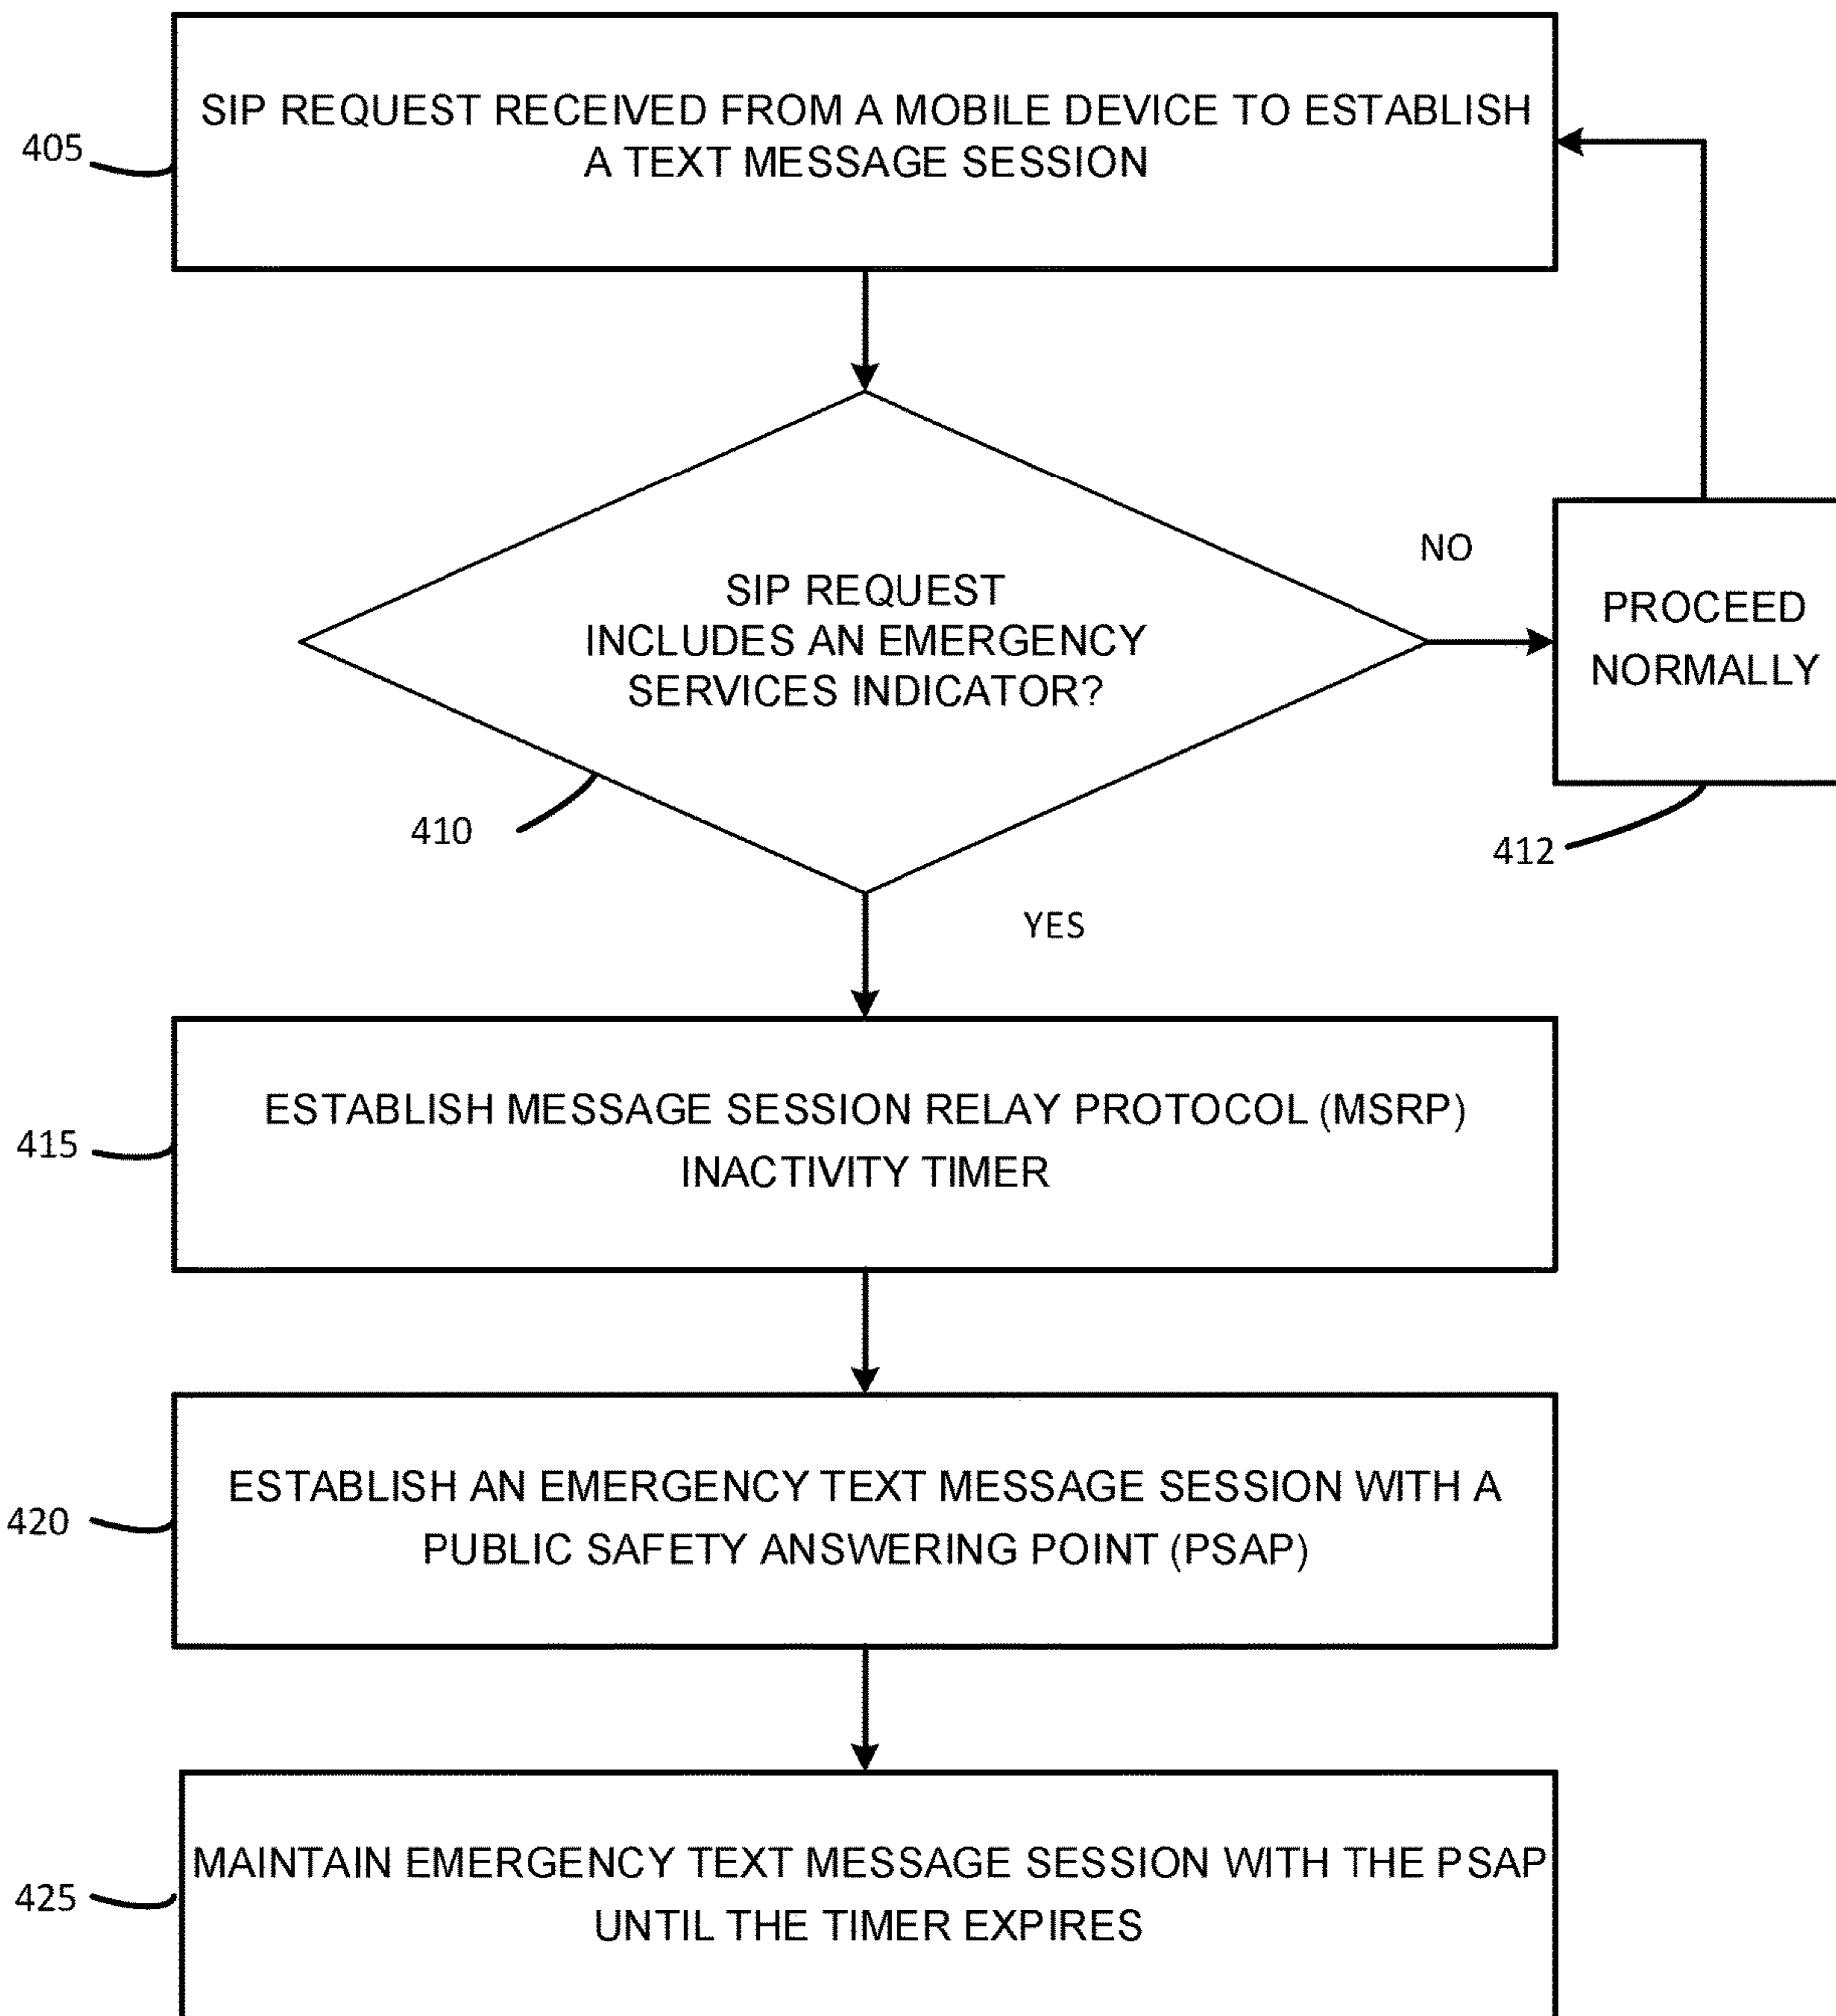 SIP REQUEST RECEIVED FROM A MOBILE DEVICE TO ESTABLISH
A TEXT MESSAGE SESSION
405
SIP REQUEST
INCLUDES AN EMERGENCY
SERVICES INDICATOR?
410
NO
PROCEED
NORMALLY
412
YES
ESTABLISH MESSAGE SESSION RELAY PROTOCOL (MSRP)
INACTIVITY TIMER
415
ESTABLISH AN EMERGENCY TEXT MESSAGE SESSION WITH A
PUBLIC SAFETY ANSWERING POINT (PSAP)
420
MAINTAIN EMERGENCY TEXT MESSAGE SESSION WITH THE PSAP
UNTIL THE TIMER EXPIRES
425